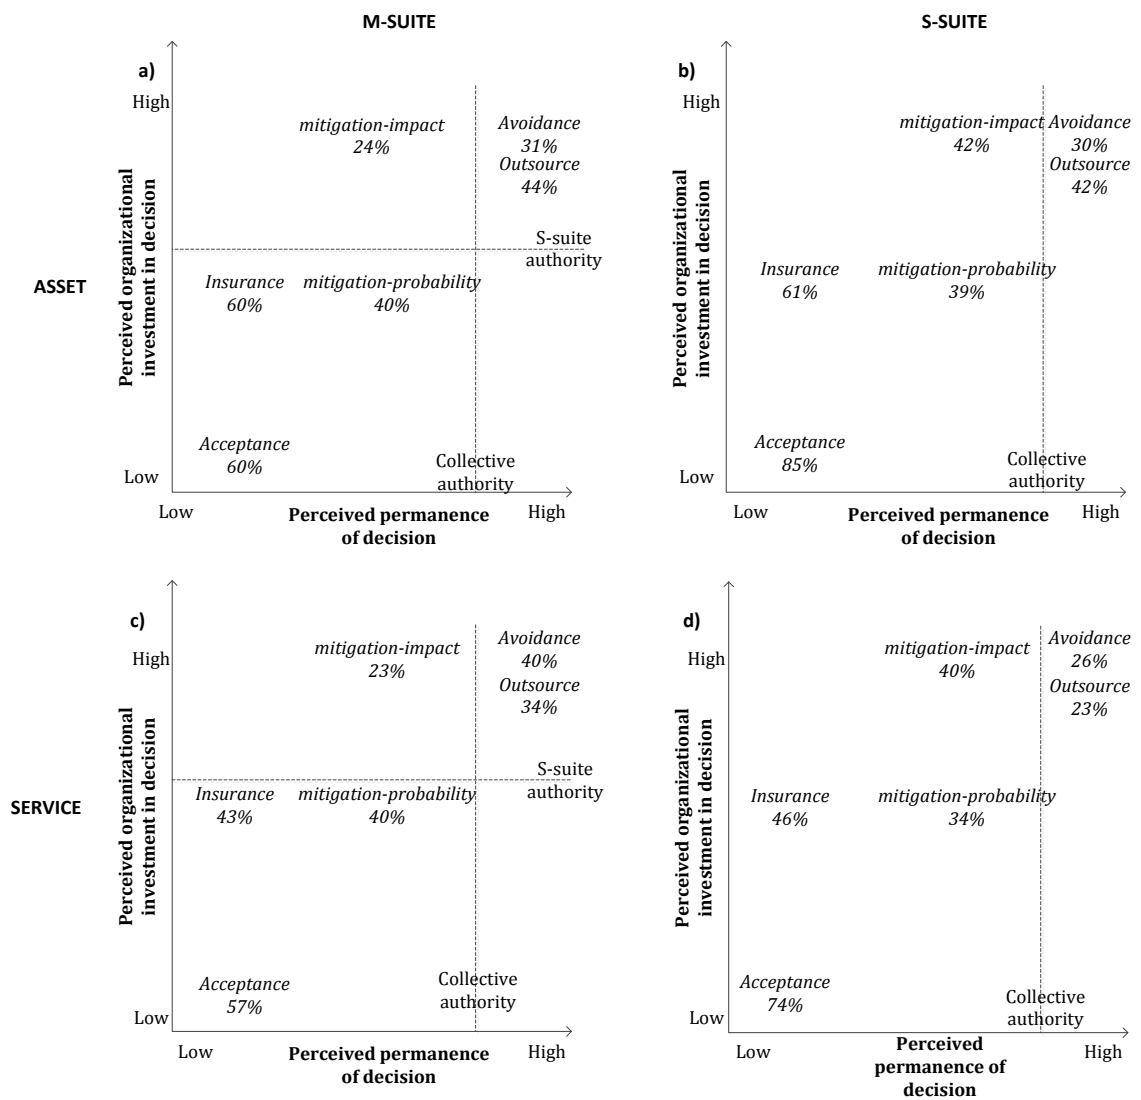 M-SUITE
S-SUITE
ASSET
a)
High
Perceived organizational
investment in decision
mitigation-impact
24%
Avoidance
31%
Outsource
44%
S-suite
authority
Insurance
60%
mitigation-probability
40%
Acceptance
60%
Collective
authority
Low
Low
Perceived permanence
of decision
High
b)
High
Perceived organizational
investment in decision
mitigation-impact
42%
Avoidance
30%
Outsource
42%
Insurance
61%
mitigation-probability
39%
Acceptance
85%
Collective
authority
Low
Low
Perceived permanence
of decision
High
SERVICE
c)
High
Perceived organizational
investment in decision
mitigation-impact
23%
Avoidance
40%
Outsource
34%
S-suite
authority
Insurance
43%
mitigation-probability
40%
Acceptance
57%
Collective
authority
Low
Low
Perceived permanence
of decision
High
d)
High
Perceived organizational
investment in decision
mitigation-impact
40%
Avoidance
26%
Outsource
23%
Insurance
46%
mitigation-probability
34%
Acceptance
74%
Collective
authority
Low
Low
Perceived
permanence of
decision
High